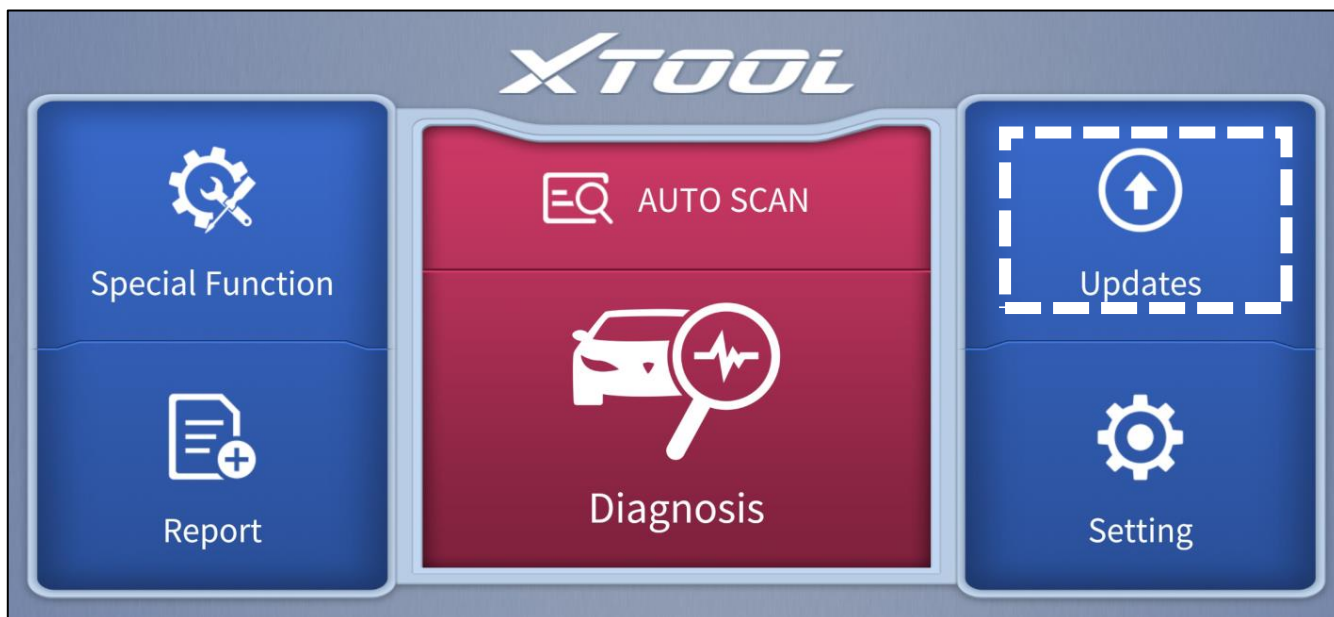 XTOOL
Special Function
Report
AUTO SCAN
Diagnosis
Updates
Setting